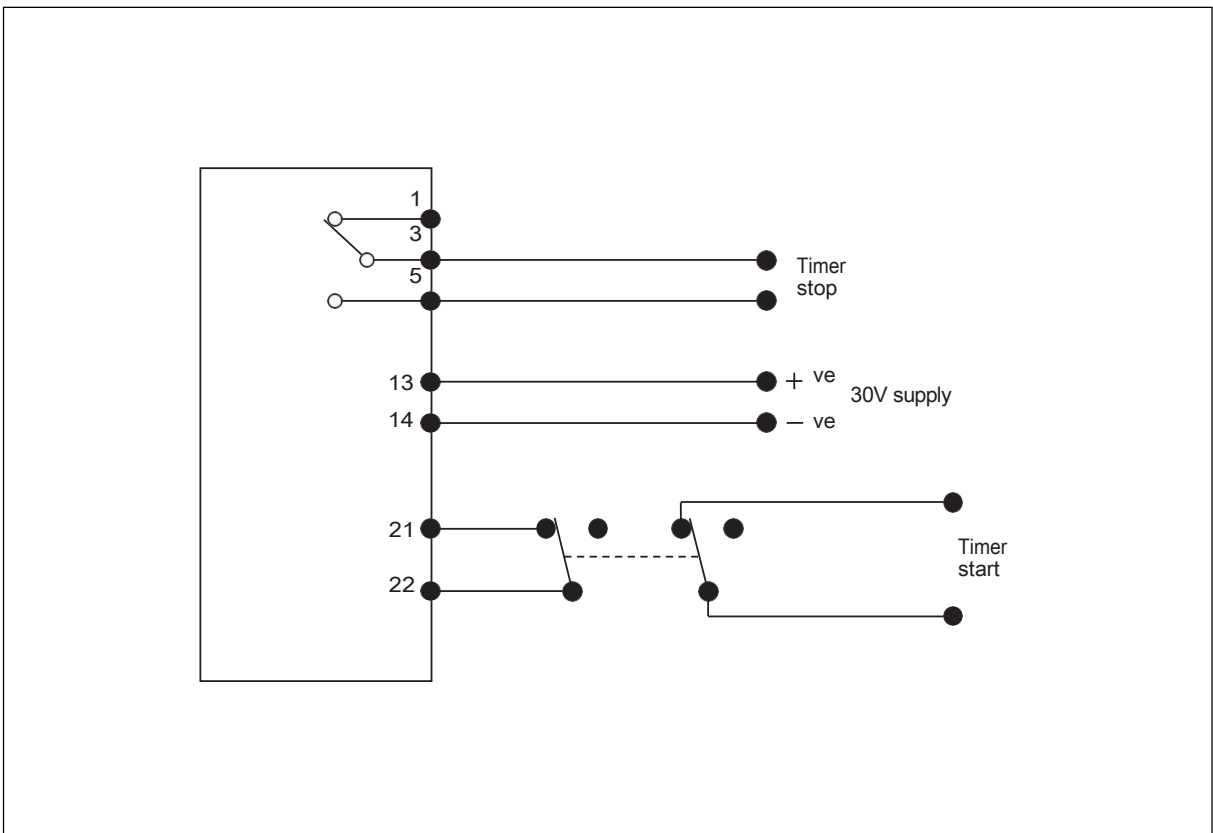 1
3
5
Timer
stop
13
+ ve
30V supply
14
− ve
21
Timer
start
22